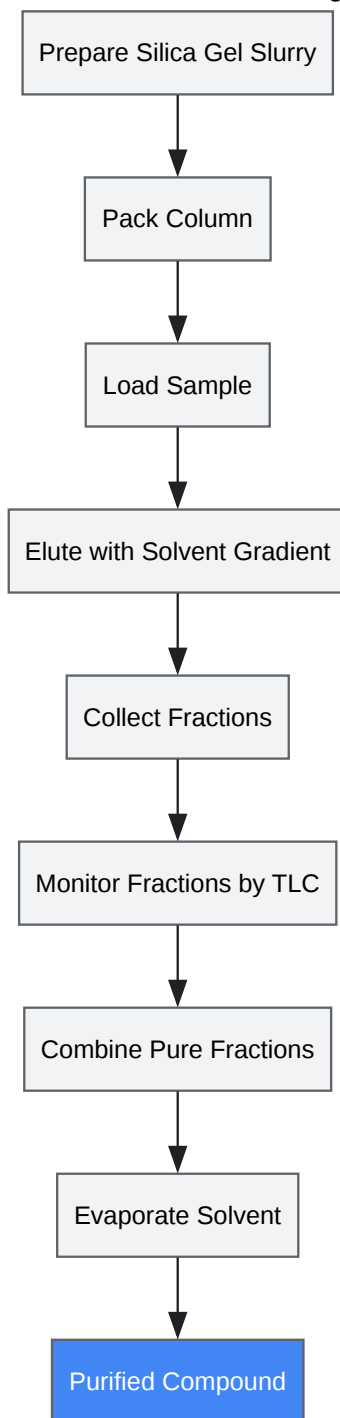 Prepare Silica Gel Slurry
Pack Column
Load Sample
Elute with Solvent Gradient
Collect Fractions
Monitor Fractions by TLC
Combine Pure Fractions
Evaporate Solvent
Purified Compound